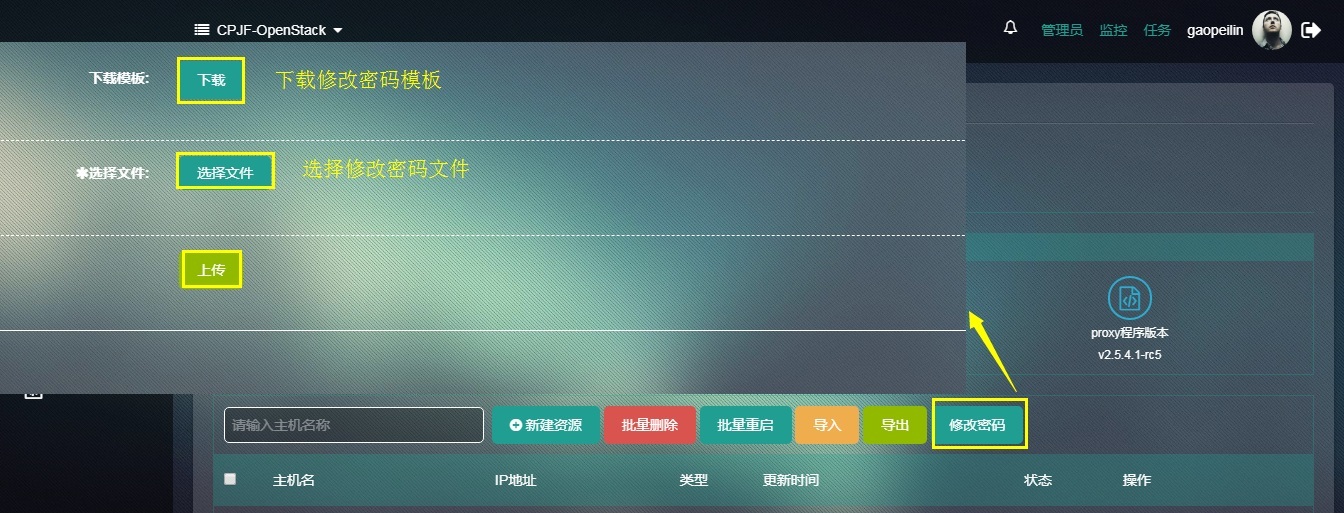 CPJF-OpenStack
管理员 监控 任务 gaopeilin
下载模板: 下载 下载修改密码模板
✱选择文件: 选择文件 选择修改密码文件
上传
proxy程序版本
v2.5.4.1-rc5
请输入主机名称 新建资源 批量删除 批量重启 导入 导出 修改密码
主机名 IP地址 类型 更新时间 状态 操作